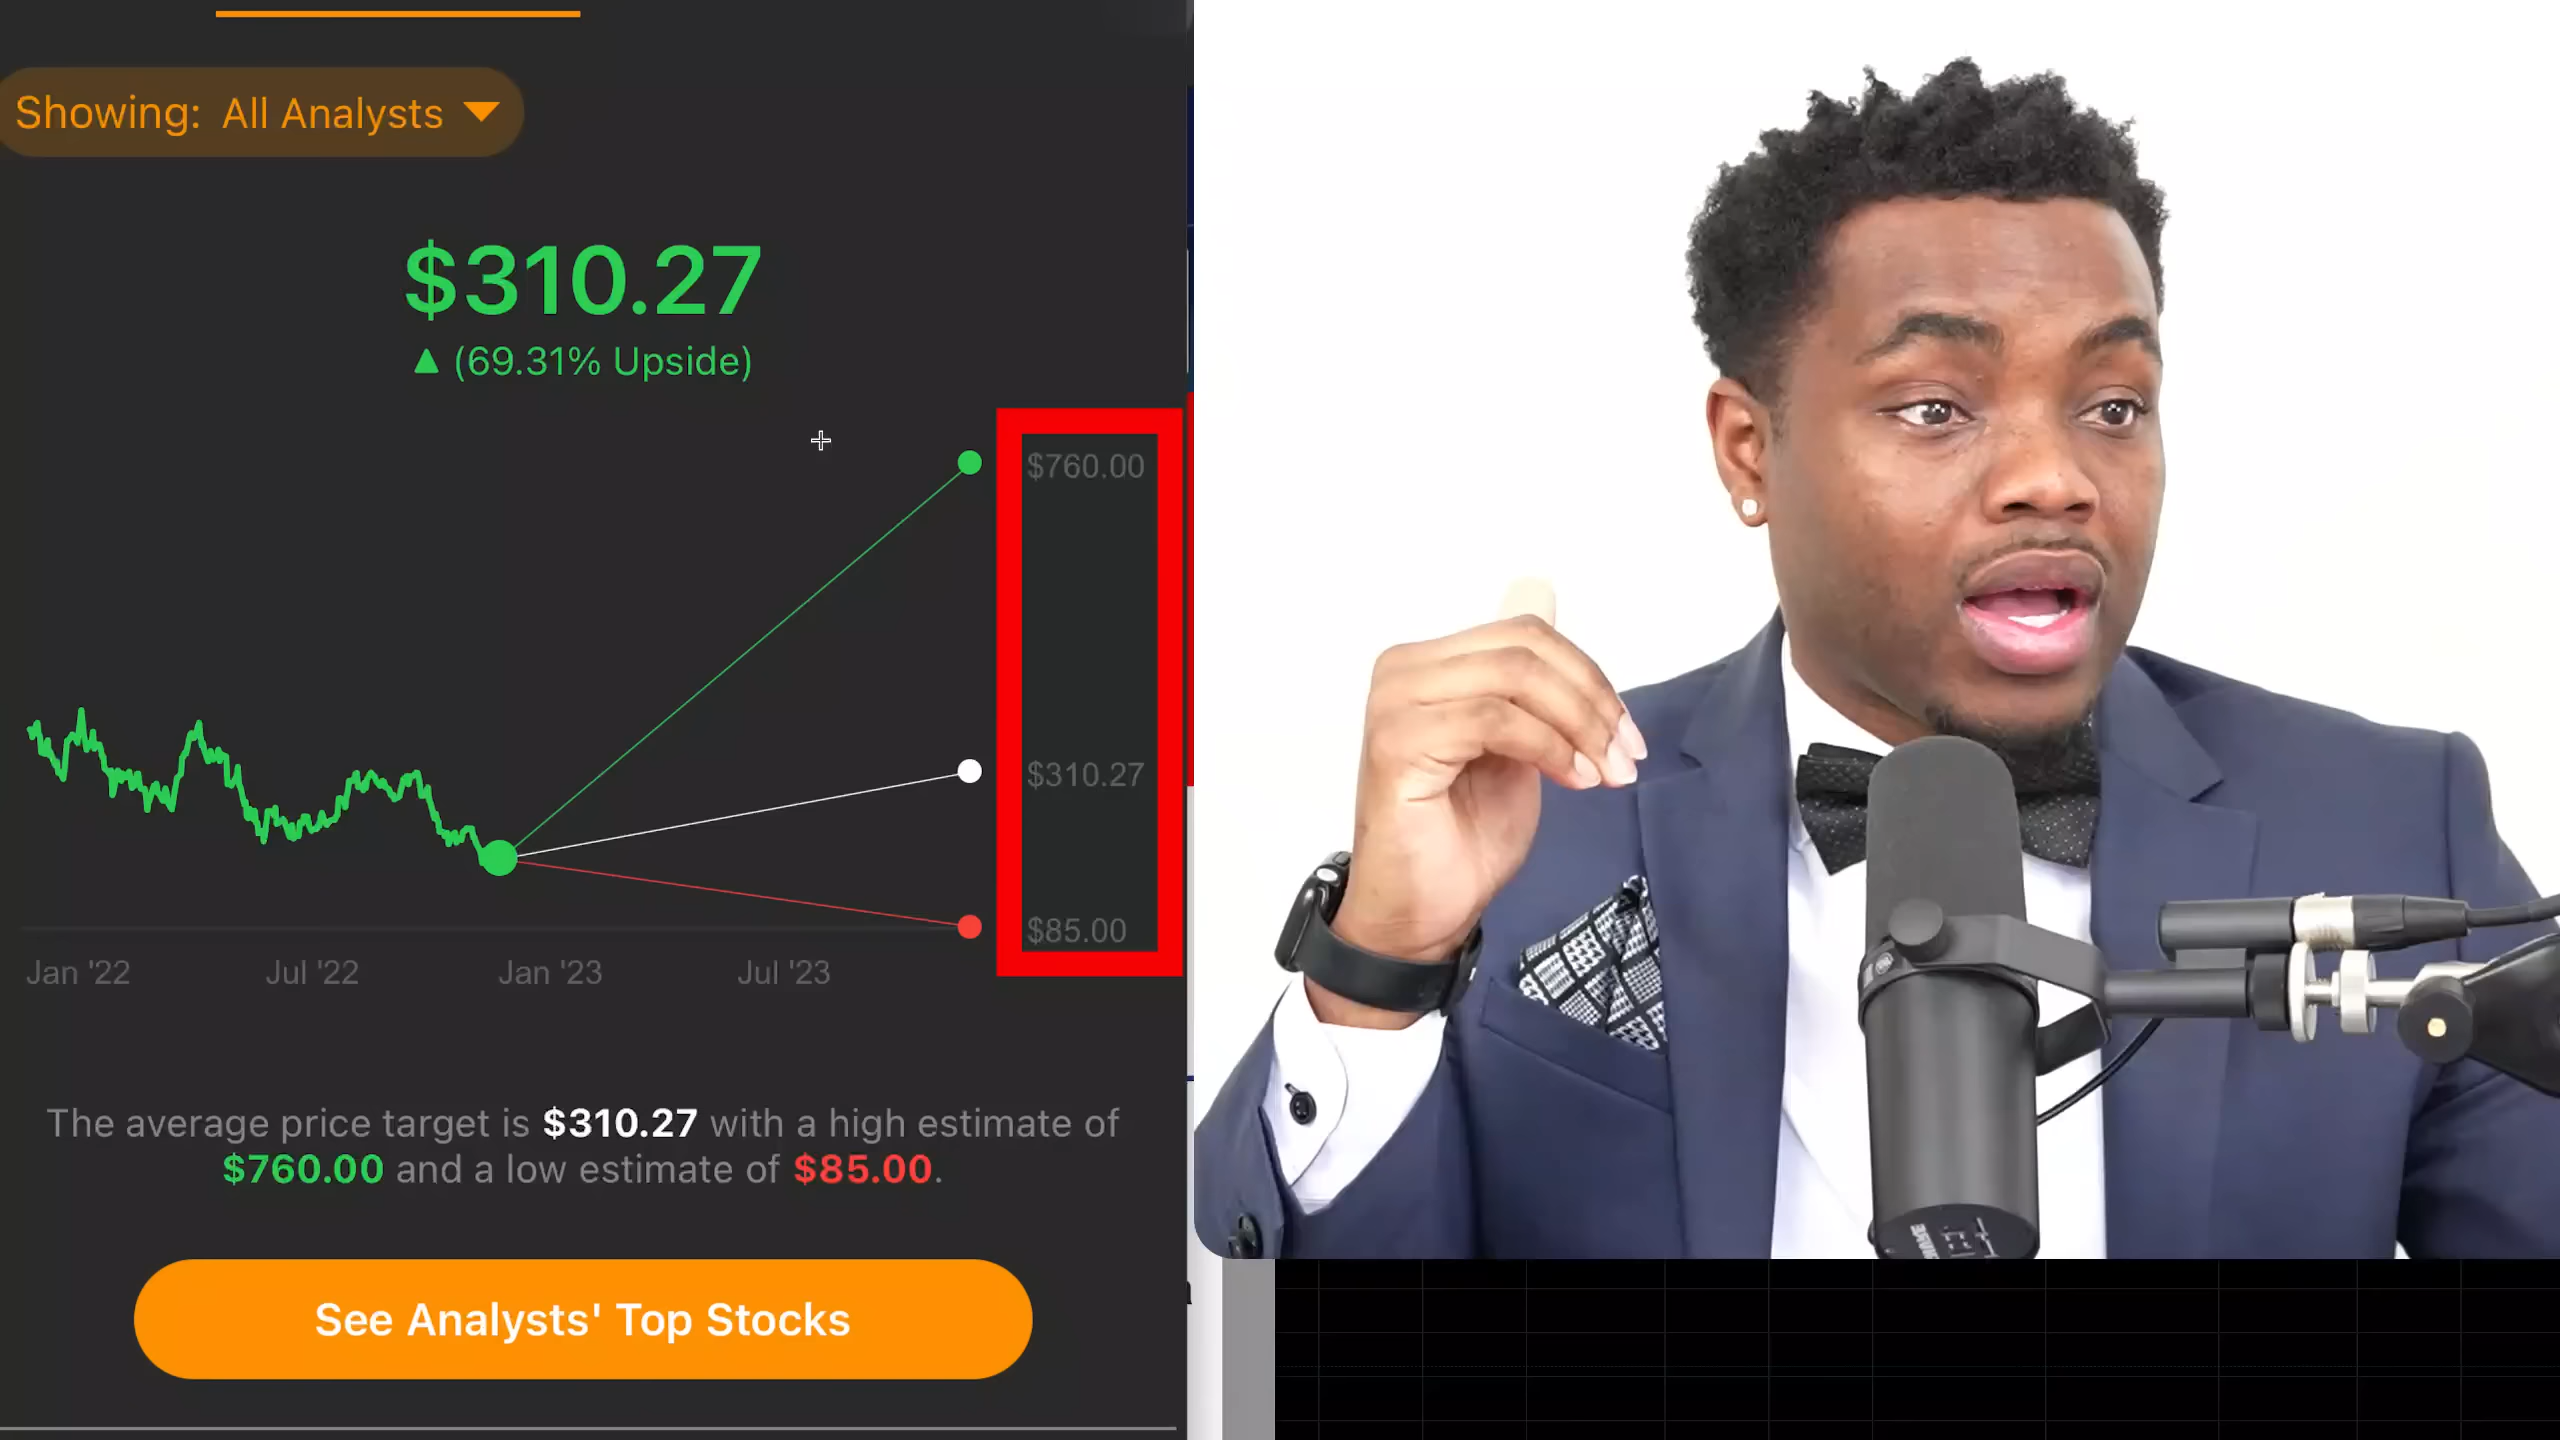 Showing: All Analysts
$310.27
(69.31% Upside)
$760.00
$310.27
$85.00
Jan '22 Jul '22 Jan '23 Jul '23
The average price target is $310.27 with a high estimate of
$760.00 and a low estimate of $85.00.
See Analysts' Top Stocks